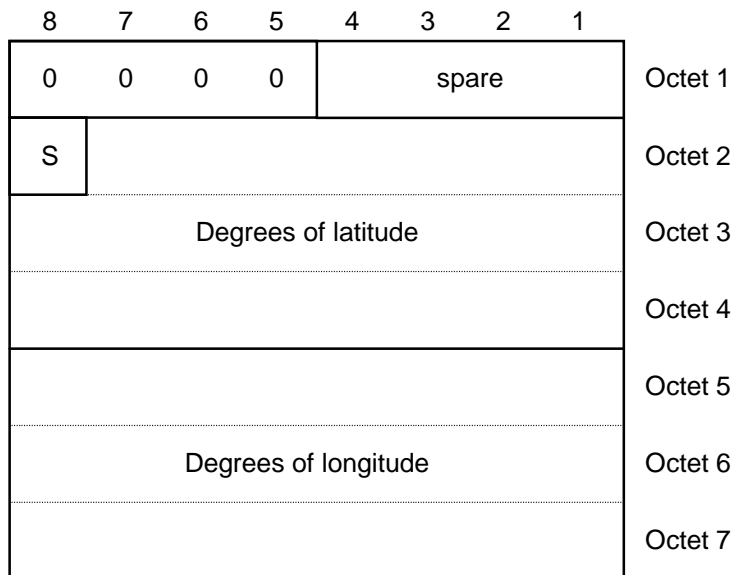 8 7 6 5 4 3 2 1
0 0 0 0 spare Octet 1
S Octet 2
Degrees of latitude Octet 3
Octet 4
Octet 5
Degrees of longitude Octet 6
Octet 7